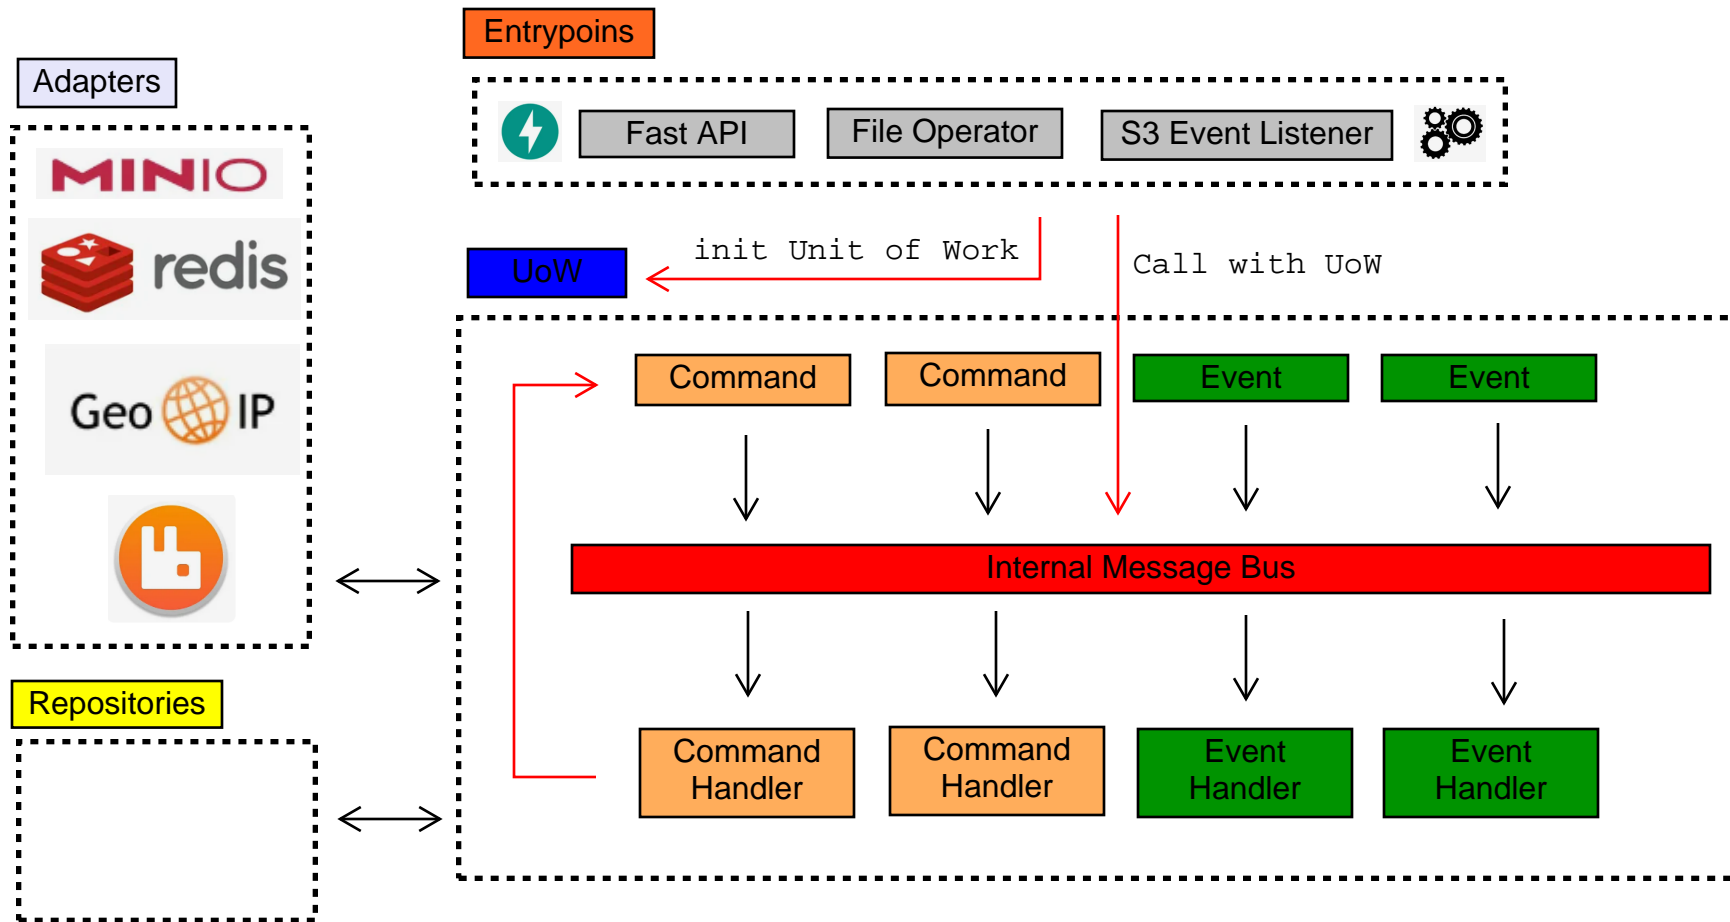 Entrypoins
Adapters
Fast API
File Operator
S3 Event Listener
MINIO
redis
Geo IP
init Unit of Work
Call with UoW
UoW
Command
Command
Event
Event
Internal Message Bus
Repositories
Command
Handler
Command
Handler
Event
Handler
Event
Handler